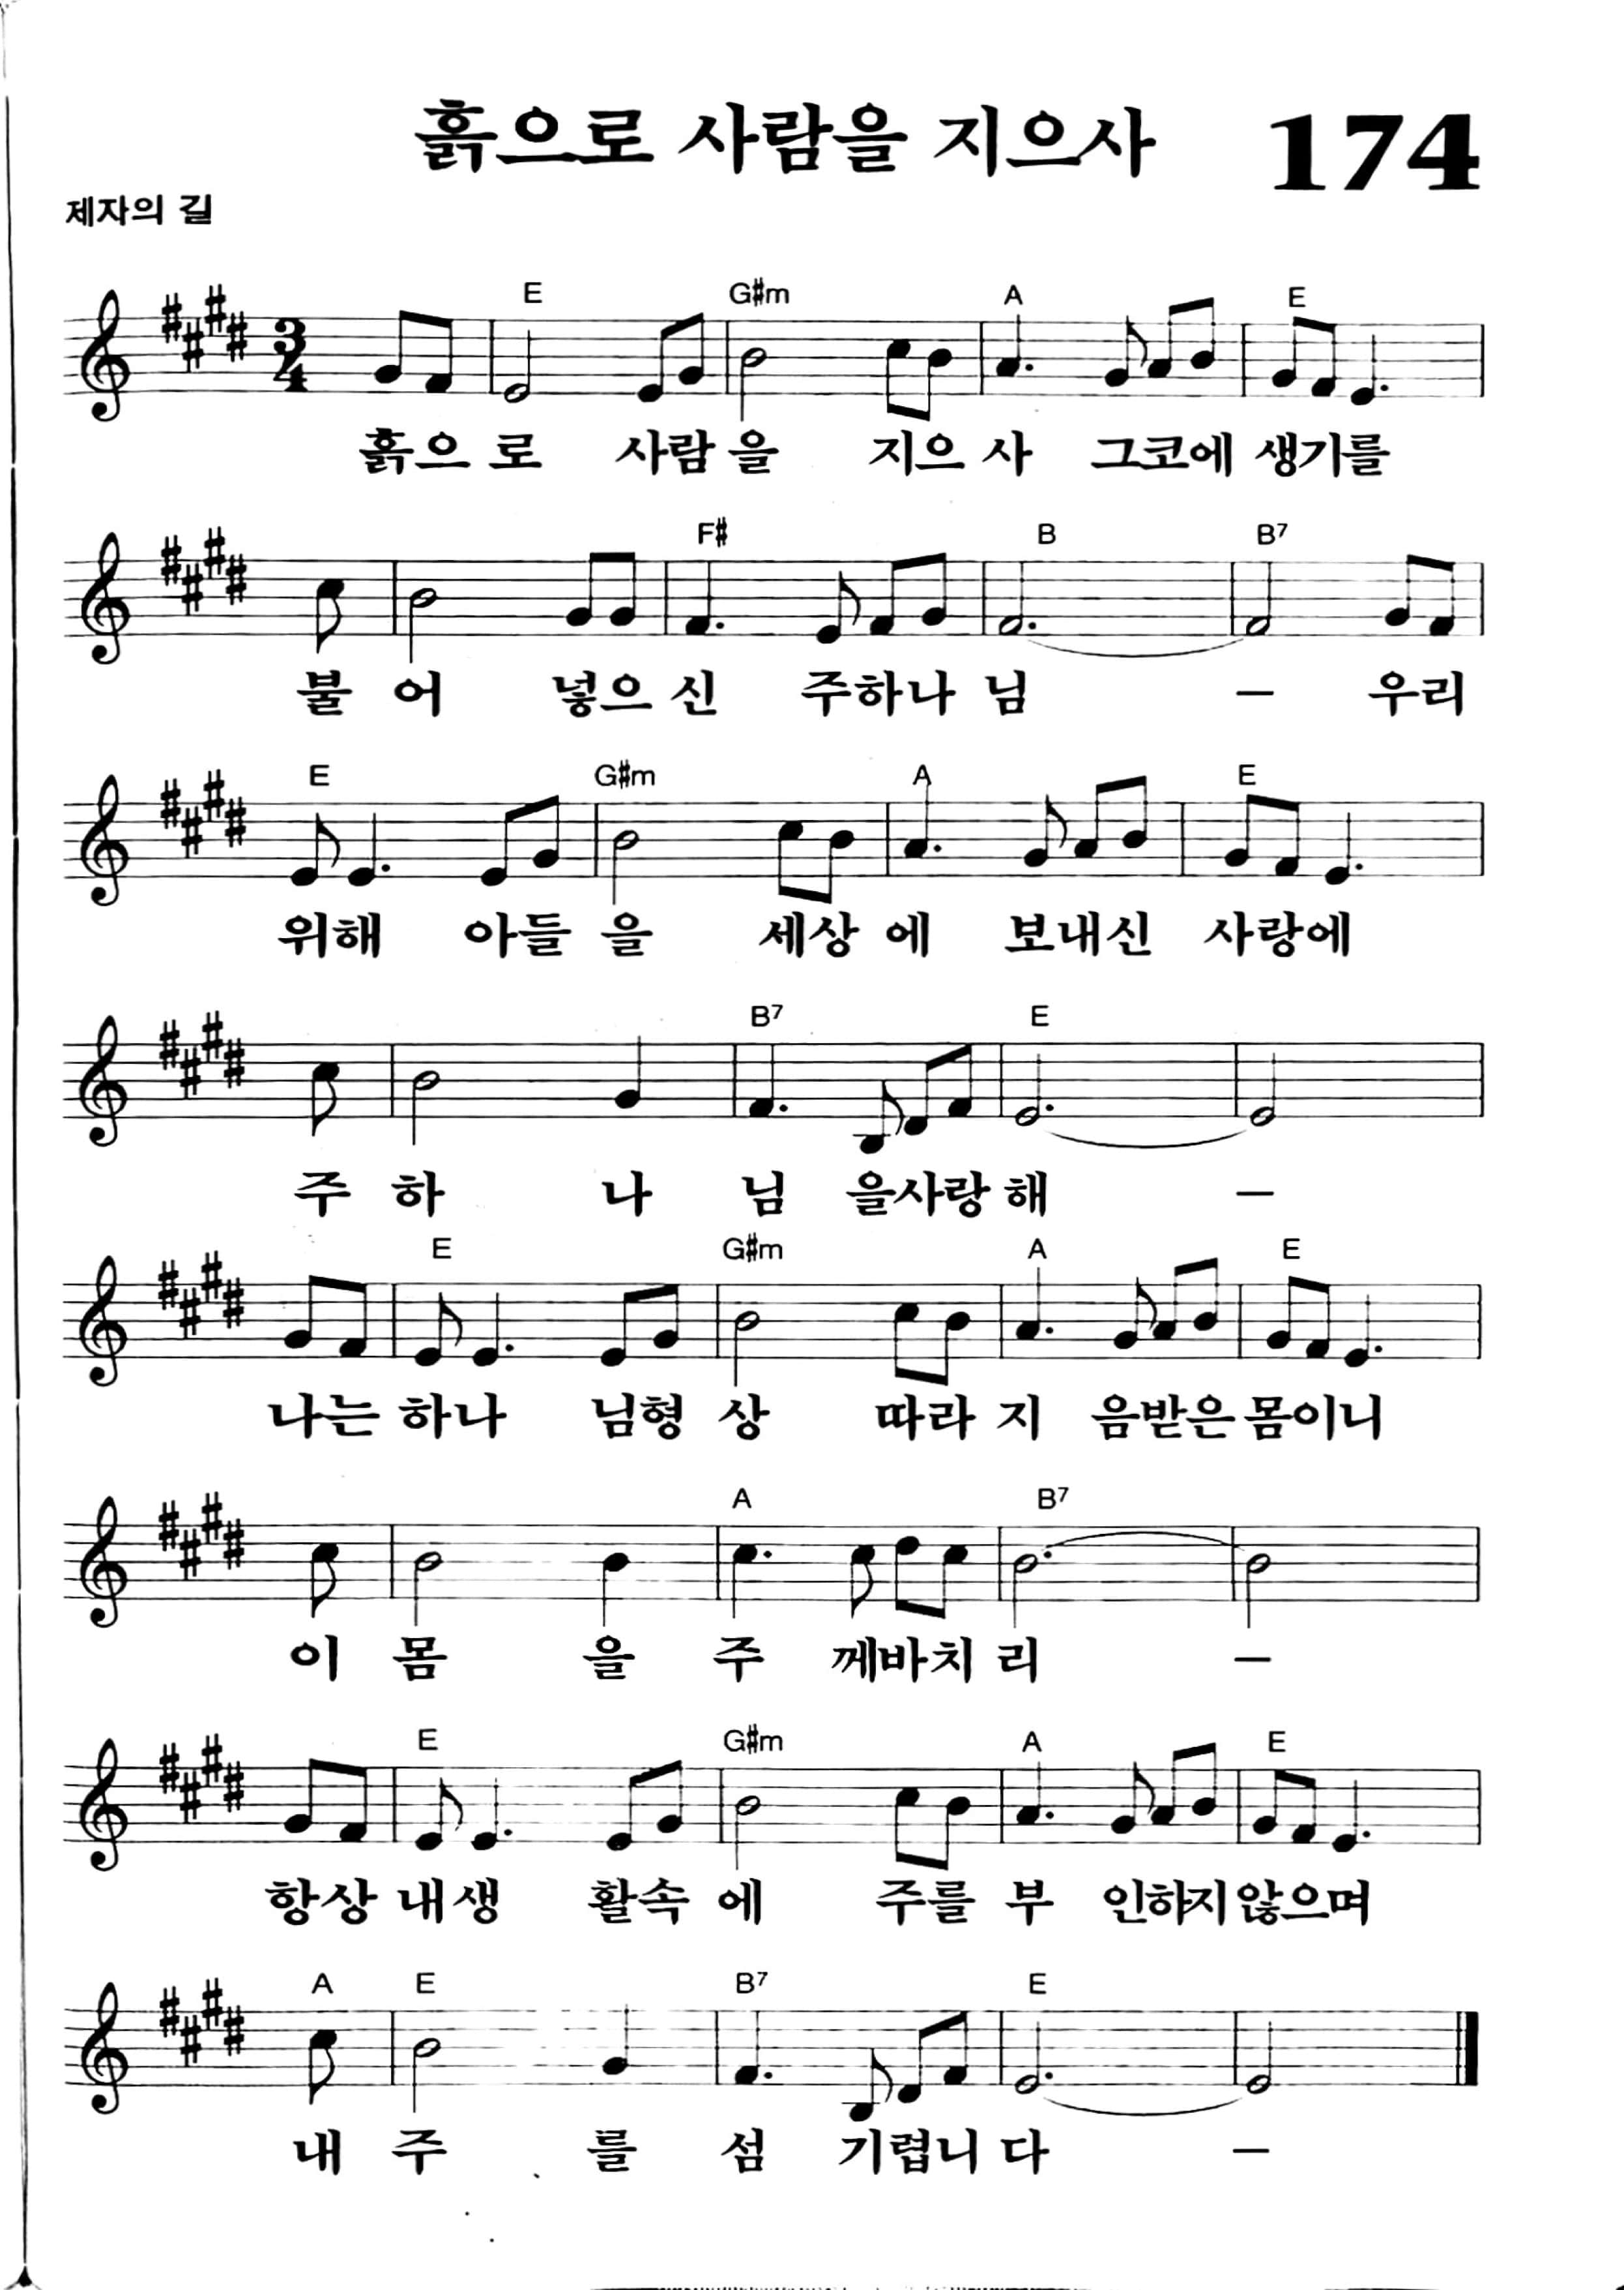 흙으로 사람을 지으사 174
제자의 길
E G#m A E
3
4
흙으 로 사람 을 지으 사 그코에 생기를
F# B B7
불 어 넣으 신 주하나 님 – 우리
E G#m A E
위해 아들 을 세상 에 보내신 사랑에
B7 E
주 하 나 님 을사랑 해 –
E G#m A E
나는 하나 님형 상 따라 지 음받은 몸이니
A B7
이 몸 을 주 께바치 리 –
E G#m A E
항상 내생 활속 에 주를 부 인하지 않으며
A E B7 E
내 주 를 섬 기렵니 다 –